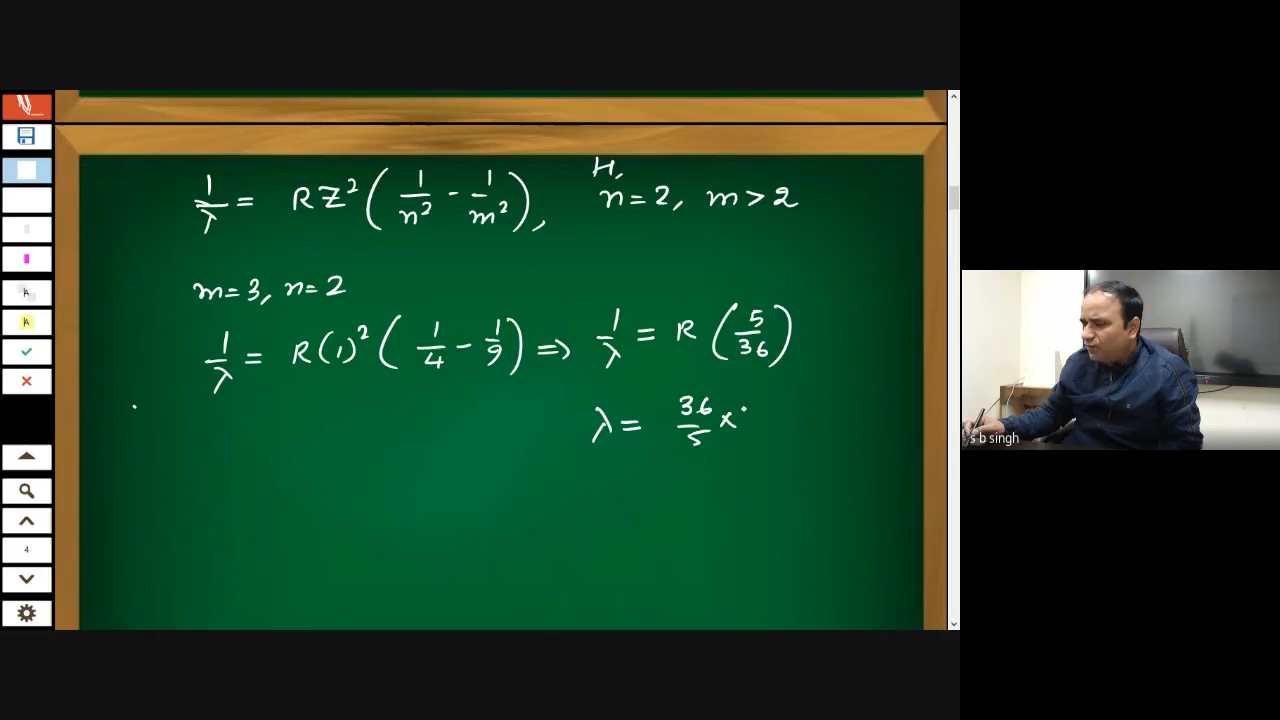 1/λ = RZ² (1/n² - 1/m²), H, n = 2, m > 2
m = 3, n = 2
1/λ = R(1)² (1/4 - 1/9) ⇒ 1/λ = R (5/36)
λ = 36/5 ×
4
s b singh